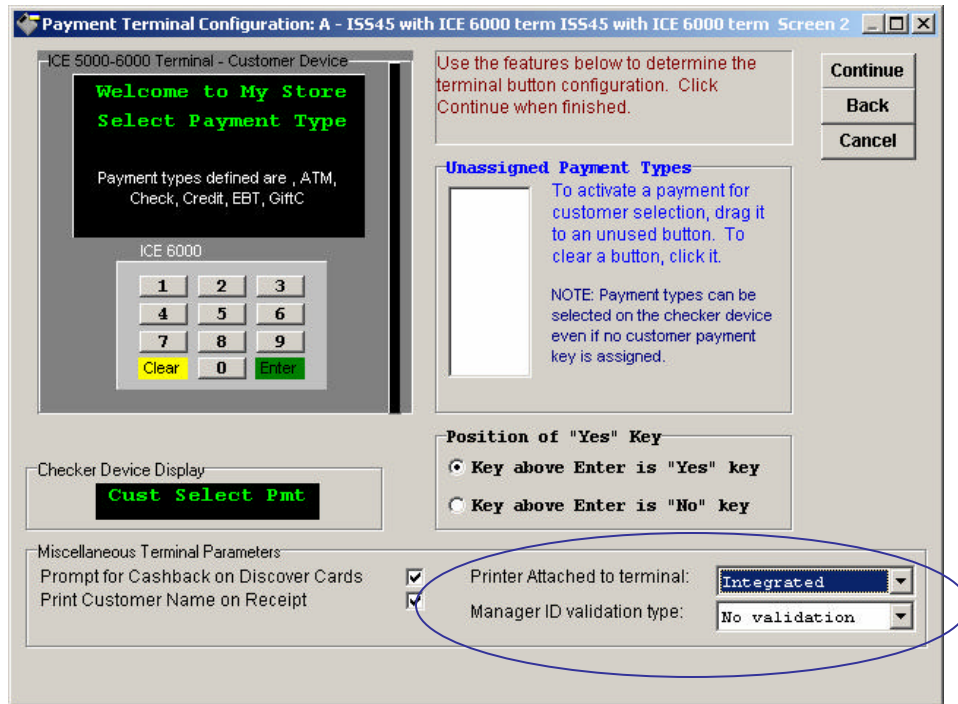 Payment Terminal Configuration: A - ISS45 with ICE 6000 term ISS45 with ICE 6000 term Screen 2
ICE 5000-6000 Terminal - Customer Device
Welcome to My Store
Select Payment Type
Payment types defined are , ATM,
Check, Credit, EBT, GiftC
ICE 6000
1 2 3
4 5 6
7 8 9
Clear 0 Enter
Use the features below to determine the
terminal button configuration. Click
Continue when finished.
Continue
Back
Cancel
Unassigned Payment Types
To activate a payment for
customer selection, drag it
to an unused button. To
clear a button, click it.
NOTE: Payment types can be
selected on the checker device
even if no customer payment
key is assigned.
Position of "Yes" Key
Key above Enter is "Yes" key
Key above Enter is "No" key
Checker Device Display
Cust Select Pmt
Miscellaneous Terminal Parameters
Prompt for Cashback on Discover Cards
Print Customer Name on Receipt
Printer Attached to terminal: Integrated
Manager ID validation type: No validation